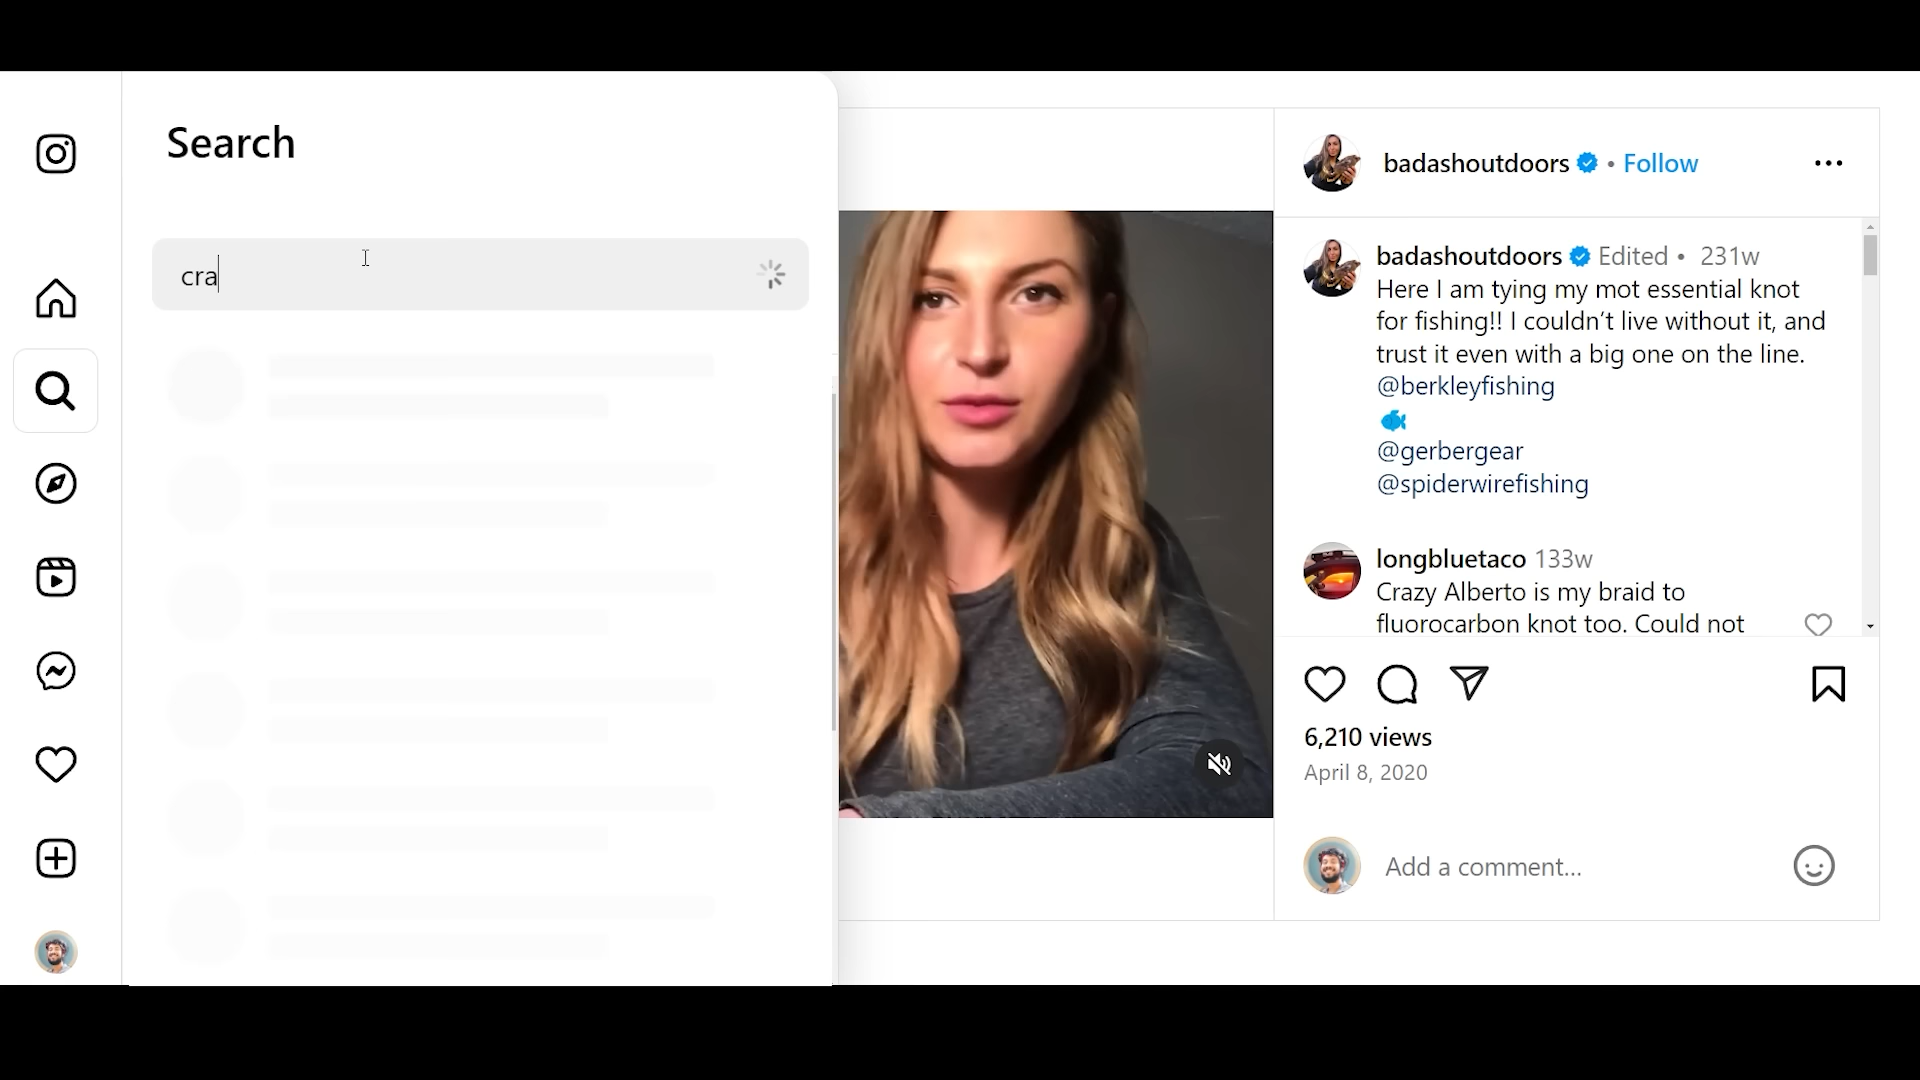 Search
cra
badashoutdoors • Follow
badashoutdoors Edited • 231w
Here I am tying my mot essential knot
for fishing!! I couldn’t live without it, and
trust it even with a big one on the line.
@berkleyfishing
@gerbergear
@spiderwirefishing
longbluetaco 133w
Crazy Alberto is my braid to
fluorocarbon knot too. Could not
6,210 views
April 8, 2020
Add a comment...